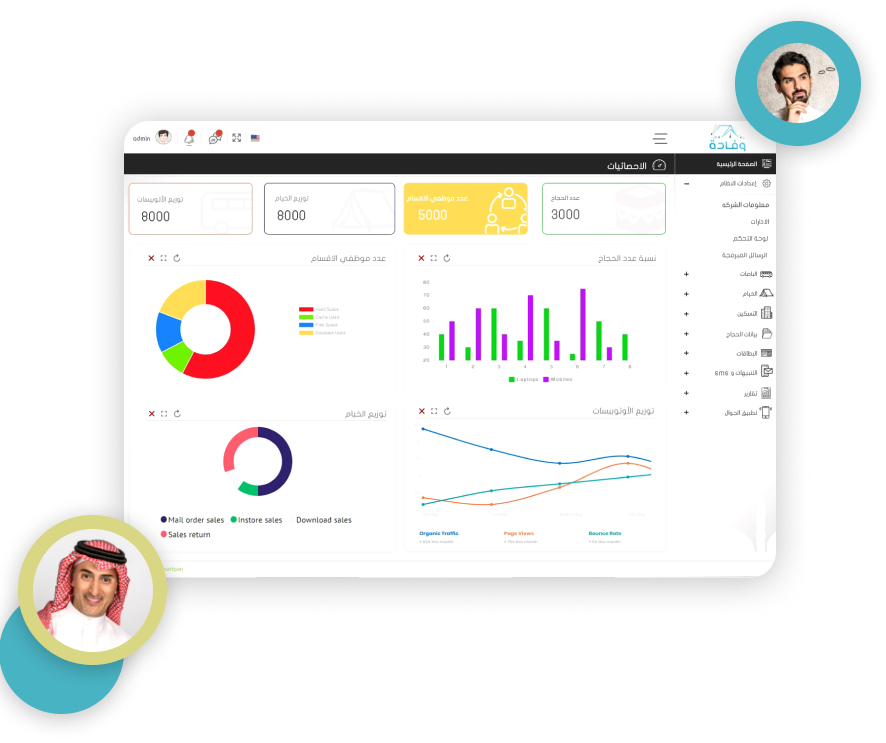 admin
وفادة
الصفحة الرئيسية
الاحصائيات
إعدادات النظام
معلومات الشركه
الادارات
لوحة التحكم
الرسائل المبرمجة
الباصات
الخيام
التسكين
بيانات الحجاج
البطاقات
التنبيهات و sms
تقارير
تطبيق الجوال
عدد الحجاج
3000
عدد موظفي الاقسام
5000
توزيع الخيام
8000
توزيع الأتوبيسات
8000
نسبة عدد الحجاج
80
70
60
50
40
30
20
1 2 3 4 5 6 7 8
Laptops Mobiles
عدد موظفي الاقسام
توزيع الأوتوبيسات
Organic Traffic Page Views Bounce Rate
توزيع الخيام
Mail order sales Instore sales Download sales
Sales return